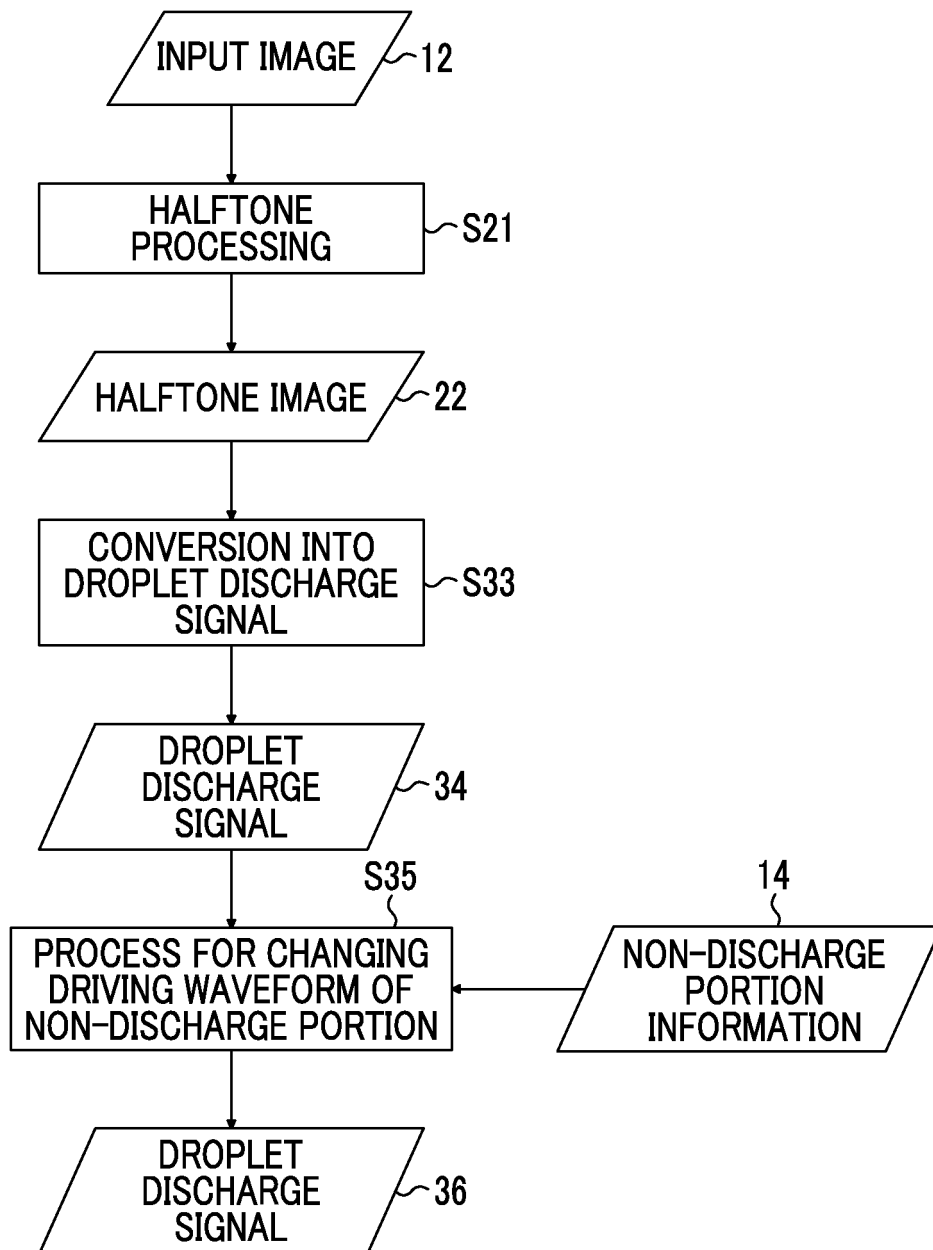 INPUT IMAGE
12
HALFTONE
PROCESSING
S21
HALFTONE IMAGE
22
CONVERSION INTO
DROPLET DISCHARGE
SIGNAL
S33
DROPLET
DISCHARGE
SIGNAL
34
S35
PROCESS FOR CHANGING
DRIVING WAVEFORM OF
NON-DISCHARGE PORTION
14
NON-DISCHARGE
PORTION
INFORMATION
DROPLET
DISCHARGE
SIGNAL
36